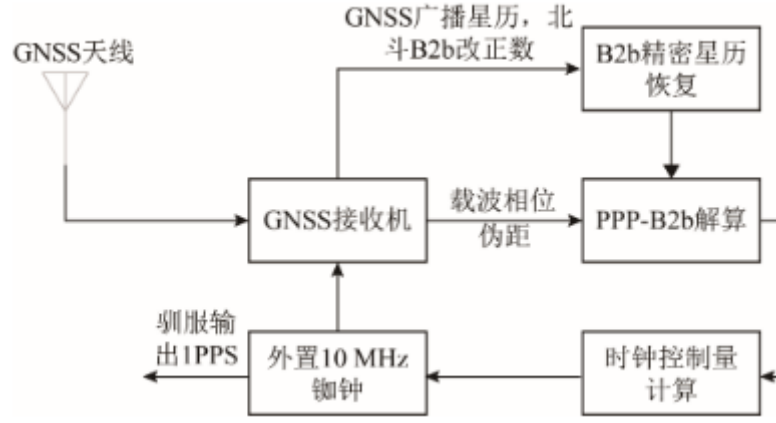 GNSS广播星历，北
斗B2b改正数
GNSS天线
B2b精密星历
恢复
GNSS接收机
载波相位
伪距
PPP-B2b解算
驯服输
出1PPS
外置10 MHz
铷钟
时钟控制量
计算